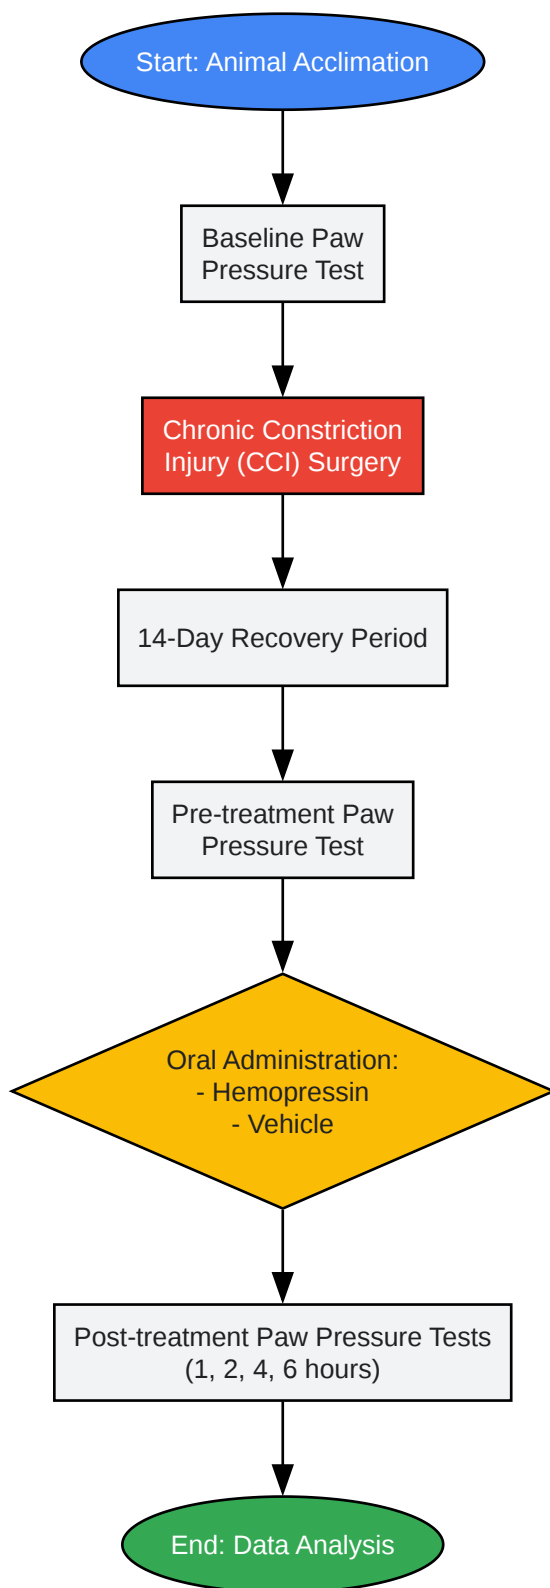 Start: Animal Acclimation
Baseline Paw
Pressure Test
Chronic Constriction
Injury (CCI) Surgery
14-Day Recovery Period
Pre-treatment Paw
Pressure Test
Oral Administration:
- Hemopressin
- Vehicle
Post-treatment Paw Pressure Tests
(1, 2, 4, 6 hours)
End: Data Analysis